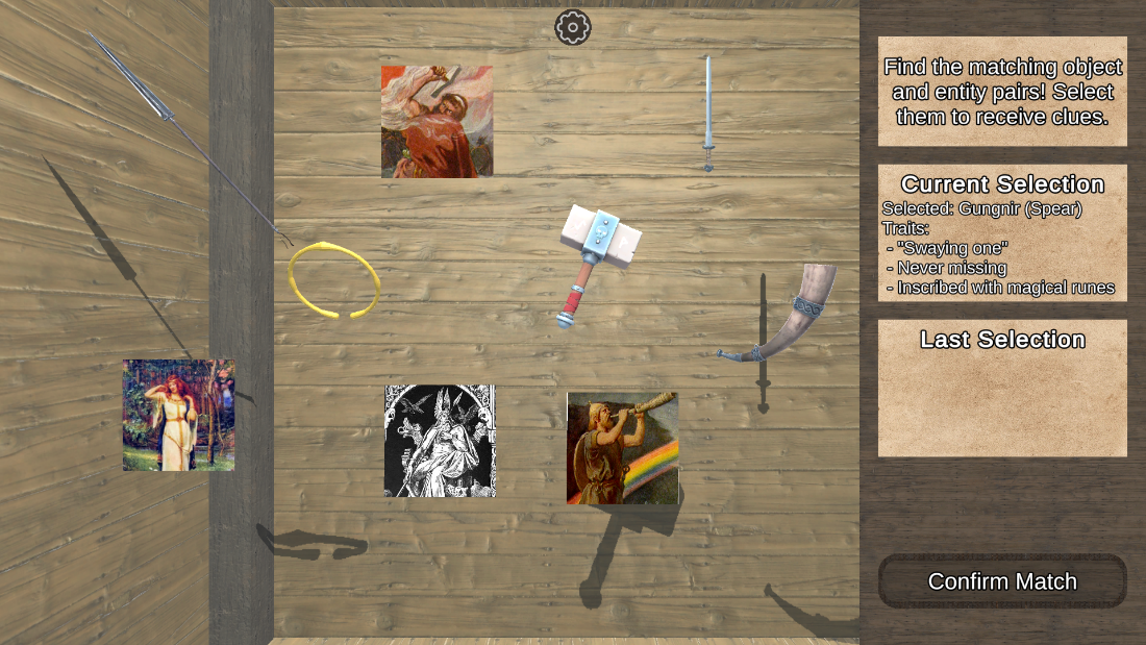 Find the matching object
and entity pairs! Select
them to receive clues.
Current Selection
Selected: Gungnir (Spear)
Traits:
- "Swaying one"
- Never missing
- Inscribed with magical runes
Last Selection
Confirm Match